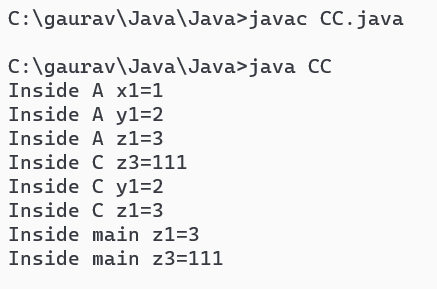 C:\gaurav\Java\Java>javac CC.java
C:\gaurav\Java\Java>java CC
Inside A x1=1
Inside A y1=2
Inside A z1=3
Inside C z3=111
Inside C y1=2
Inside C z1=3
Inside main z1=3
Inside main z3=111